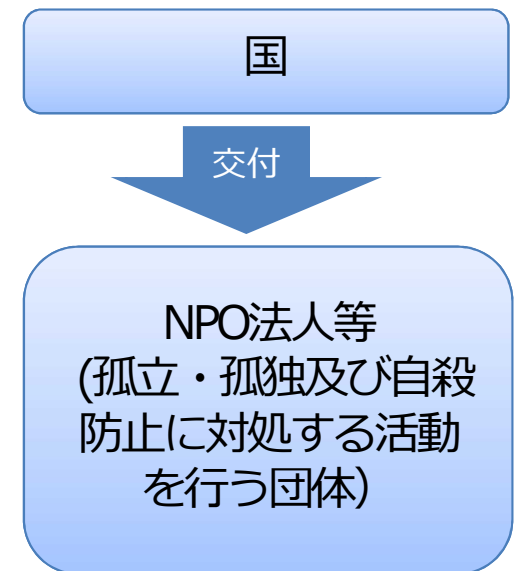 国
交付
NPO法人等
(孤立・孤独及び自殺
防止に対処する活動
を行う団体）